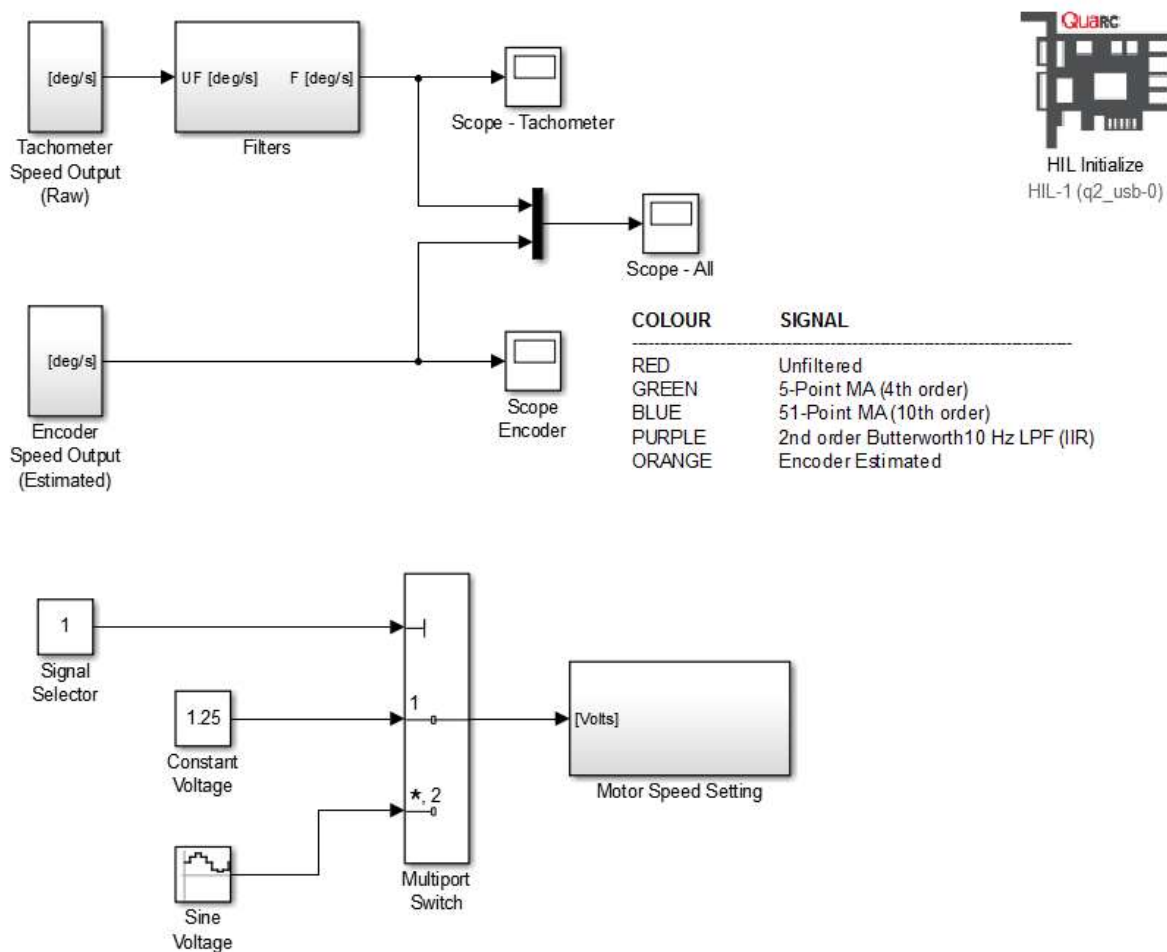 QUARC
[deg/s]
UF [deg/s]
F [deg/s]
Tachometer
Speed Output
(Raw)
Filters
Scope - Tachometer
HIL Initialize
HIL-1 (q2_usb-0)
Scope - All
[deg/s]
Encoder
Speed Output
(Estimated)
Scope
Encoder
COLOUR SIGNAL
RED Unfiltered
GREEN 5-Point MA (4th order)
BLUE 51-Point MA (10th order)
PURPLE 2nd order Butterworth10 Hz LPF (IIR)
ORANGE Encoder Estimated
1
Signal
Selector
1.25
Constant
Voltage
1
*, 2
[Volts]
Motor Speed Setting
Multiport
Switch
Sine
Voltage